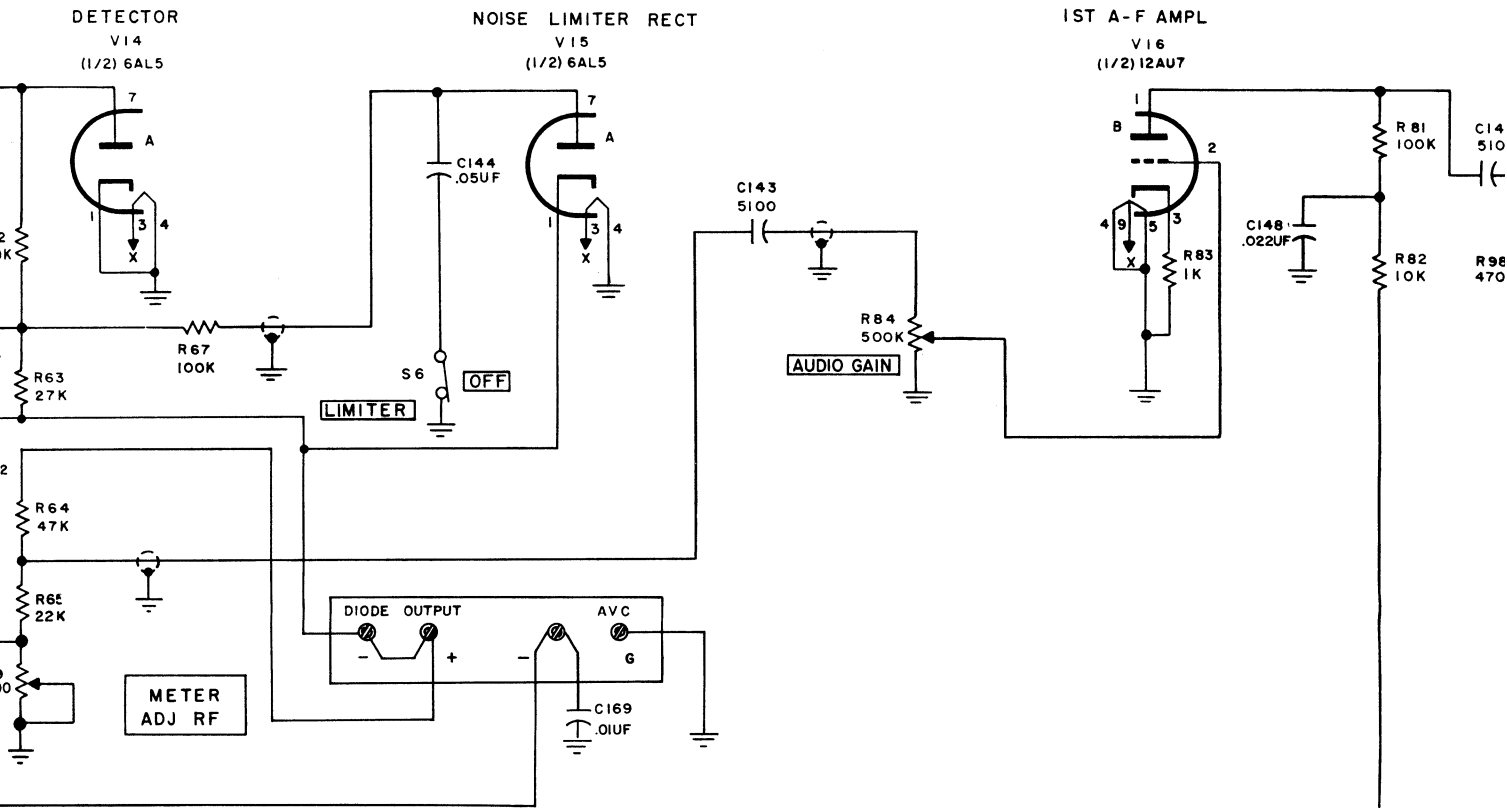 DETECTOR
V14
(1/2) 6AL5
NOISE LIMITER RECT
V15
(1/2) 6AL5
1ST A-F AMPL
V16
(1/2) 12AU7
7
A
1
3
4
X
7
A
1
3
4
X
C144
.05UF
1
B
2
4
9
5
3
X
R83
1K
R81
100K
C148
.022UF
R82
10K
C143
5100
R67
100K
R63
27K
S6
OFF
LIMITER
R84
500K
AUDIO GAIN
R64
47K
R65
22K
DIODE OUTPUT
AVC
-
+
-
G
METER
ADJ RF
C169
.01UF